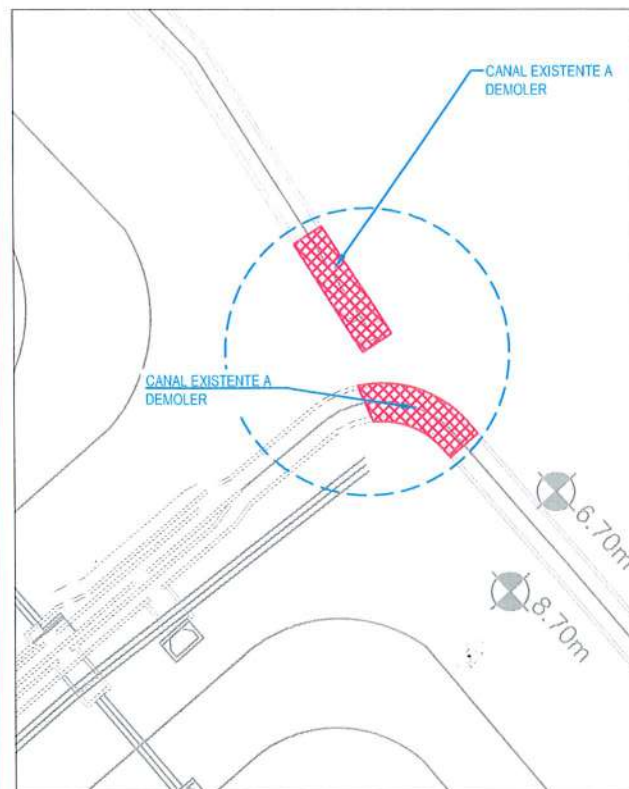 CANAL EXISTENTE A
DEMOLER
CANAL EXISTENTE A
DEMOLER
6.70m
8.70m